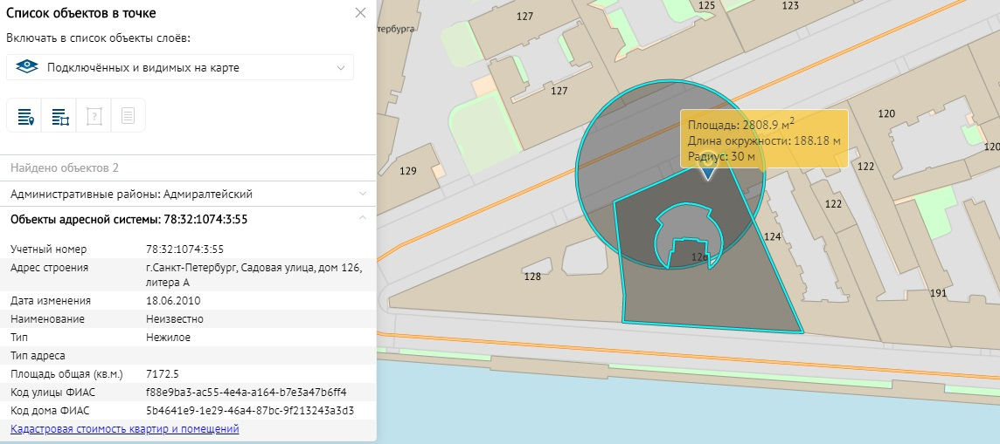 Список объектов в точке
Включать в список объекты слоёв:
Подключённых и видимых на карте
Найдено объектов 2
Административные районы: Адмиралтейский
Объекты адресной системы: 78:32:1074:3:55
Учетный номер 78:32:1074:3:55
Адрес строения г.Санкт-Петербург, Садовая улица, дом 126,
литера А
Дата изменения 18.06.2010
Наименование Неизвестно
Тип Нежилое
Тип адреса
Площадь общая (кв.м.) 7172.5
Код улицы ФИАС f88e9ba3-ac55-4e4a-a164-b7e3a47b6ff4
Код дома ФИАС 5b4641e9-1e29-46a4-87bc-9f213243a3d3
Кадастровая стоимость квартир и помещений
тербурга
127
125
123
127
120
120
129
122
122
124
126
128
191
Площадь: 2808.9 м²
Длина окружности: 188.18 м
Радиус: 30 м